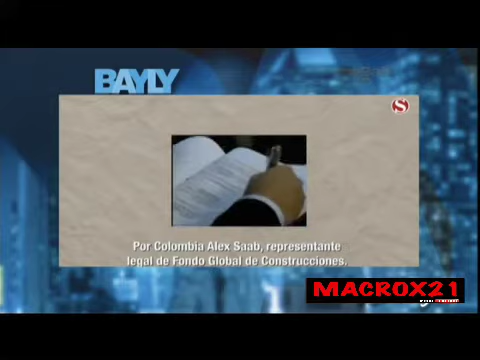 BAYLY
S
Por Colombia Alex Saab, representante
legal de Fondo Global de Construcciones.
MACROX21